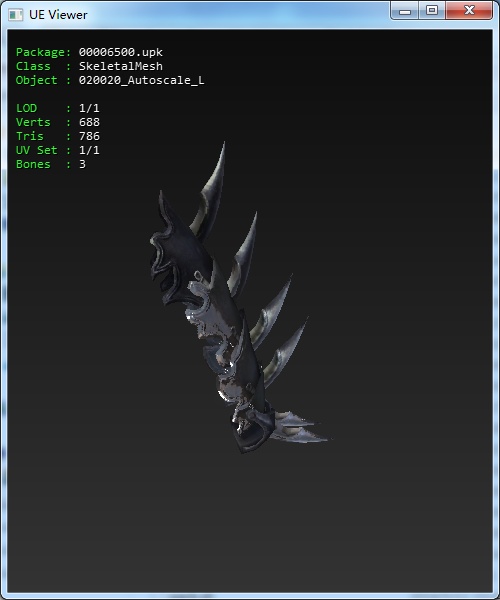 UE Viewer
Package: 00006500.upk
Class  : SkeletalMesh
Object : 020020_Autoscale_L
LOD    : 1/1
Verts  : 688
Tris   : 786
UV Set : 1/1
Bones  : 3